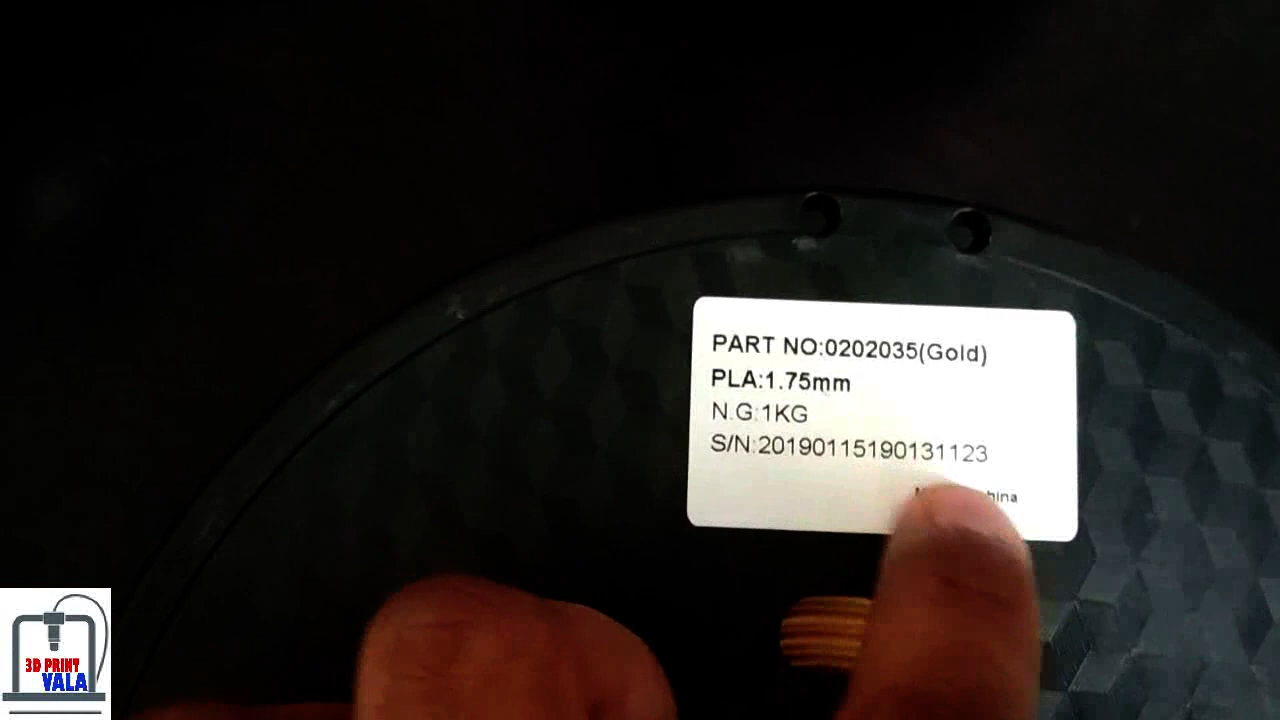 PART NO:0202035(Gold)
PLA:1.75mm
N.G:1KG
S/N:20190115190131123
3D PRINT
VALA